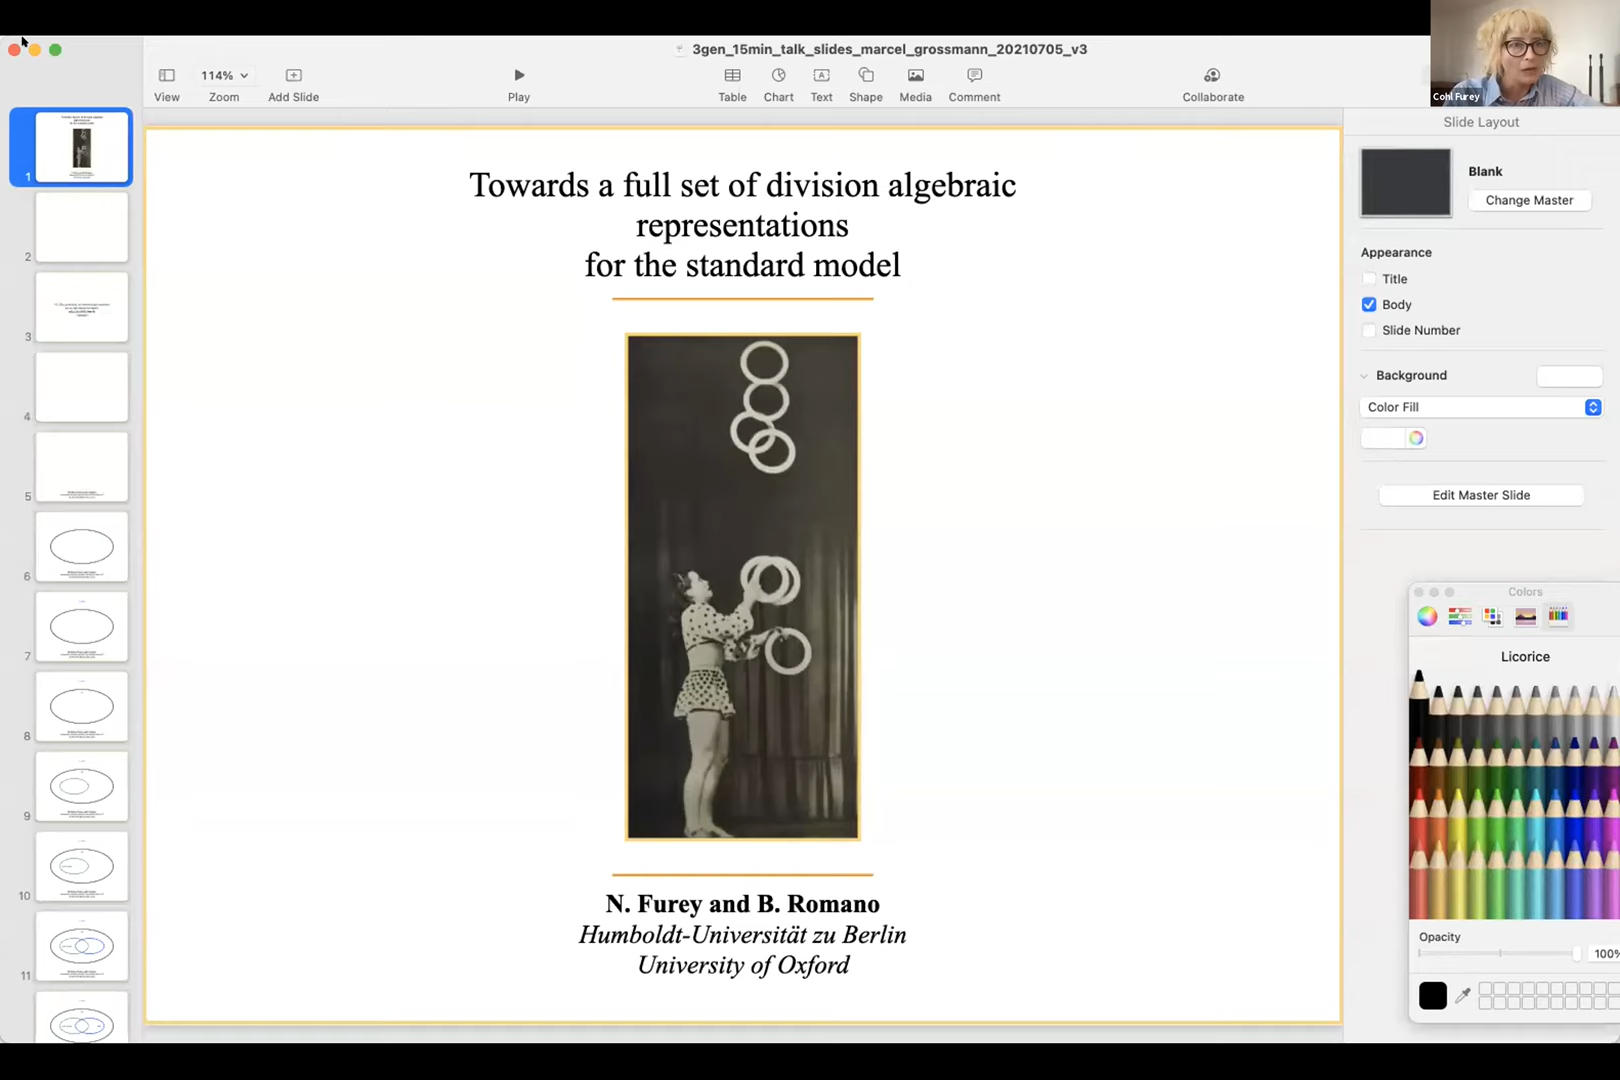 3gen_15min_talk_slides_marcel_grossmann_20210705_v3
View
114%
Zoom
Add Slide
Play
Table
Chart
Text
Shape
Media
Comment
Collaborate
Cohl Furey
1
2
3
4
5
6
7
8
9
10
11
Towards a full set of division algebraic
representations
for the standard model
N. Furey and B. Romano
Humboldt-Universität zu Berlin
University of Oxford
Slide Layout
Blank
Change Master
Appearance
Title
Body
Slide Number
Background
Color Fill
Edit Master Slide
Colors
Licorice
Opacity
100%